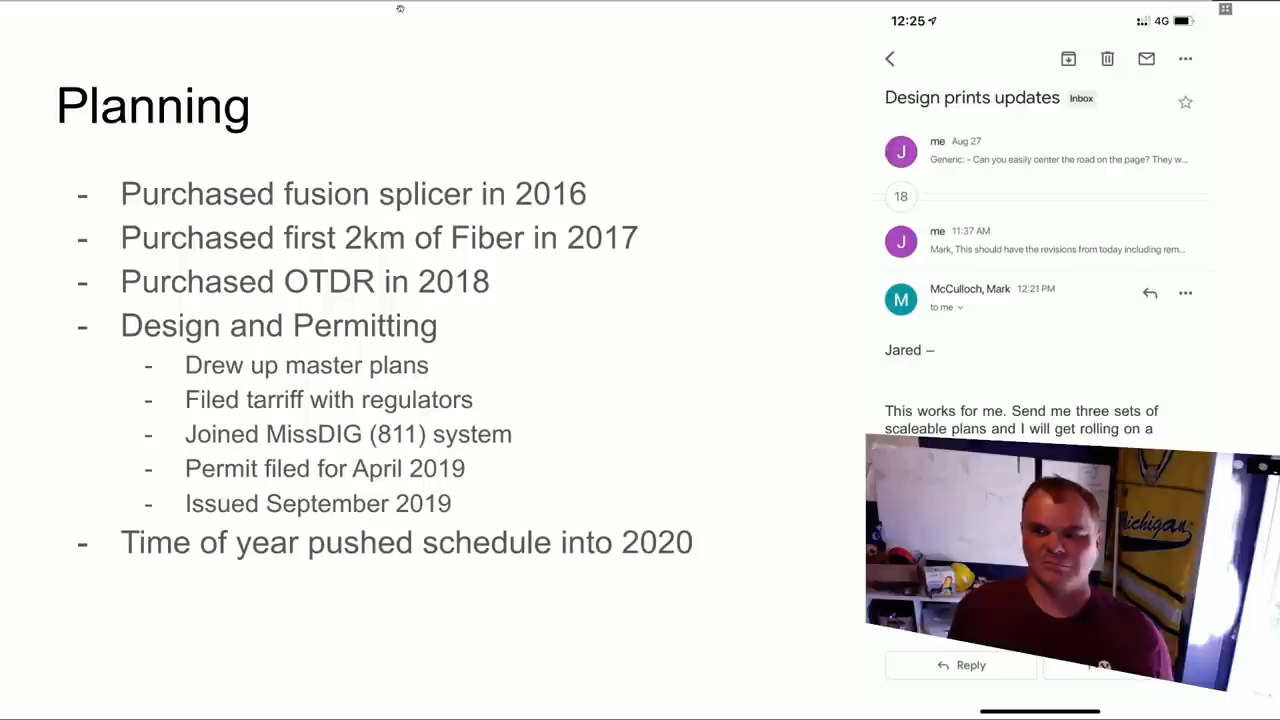 Planning
- Purchased fusion splicer in 2016
- Purchased first 2km of Fiber in 2017
- Purchased OTDR in 2018
- Design and Permitting
- Drew up master plans
- Filed tarriff with regulators
- Joined MissDIG (811) system
- Permit filed for April 2019
- Issued September 2019
- Time of year pushed schedule into 2020
12:25
4G
Design prints updates Inbox
J
me Aug 27
Generic: - Can you easily center the road on the page? They w...
18
J
me 11:37 AM
Mark, This should have the revisions from today including rem...
M
McCulloch, Mark 12:21 PM
to me
Jared –
This works for me. Send me three sets of
scaleable plans and I will get rolling on a
Michigan
Reply